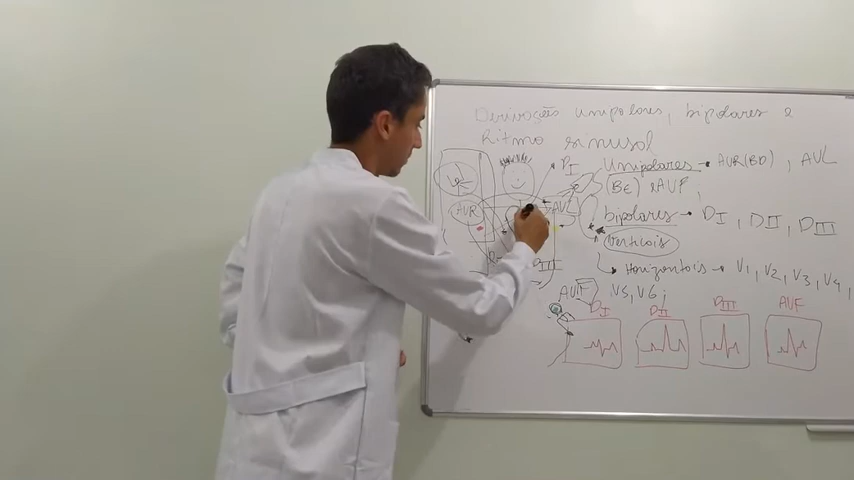 Derivações unipolares, bipolares e
Ritmo sinusal
DI
Unipolares → AVR(BD), AVL
(BE) e AVF;
AVR
AVL
bipolares → DI, DII, DIII
verticais
DIII
Horizontais → V1, V2, V3, V4,
V5, V6;
AVF
DI DII DIII AVF